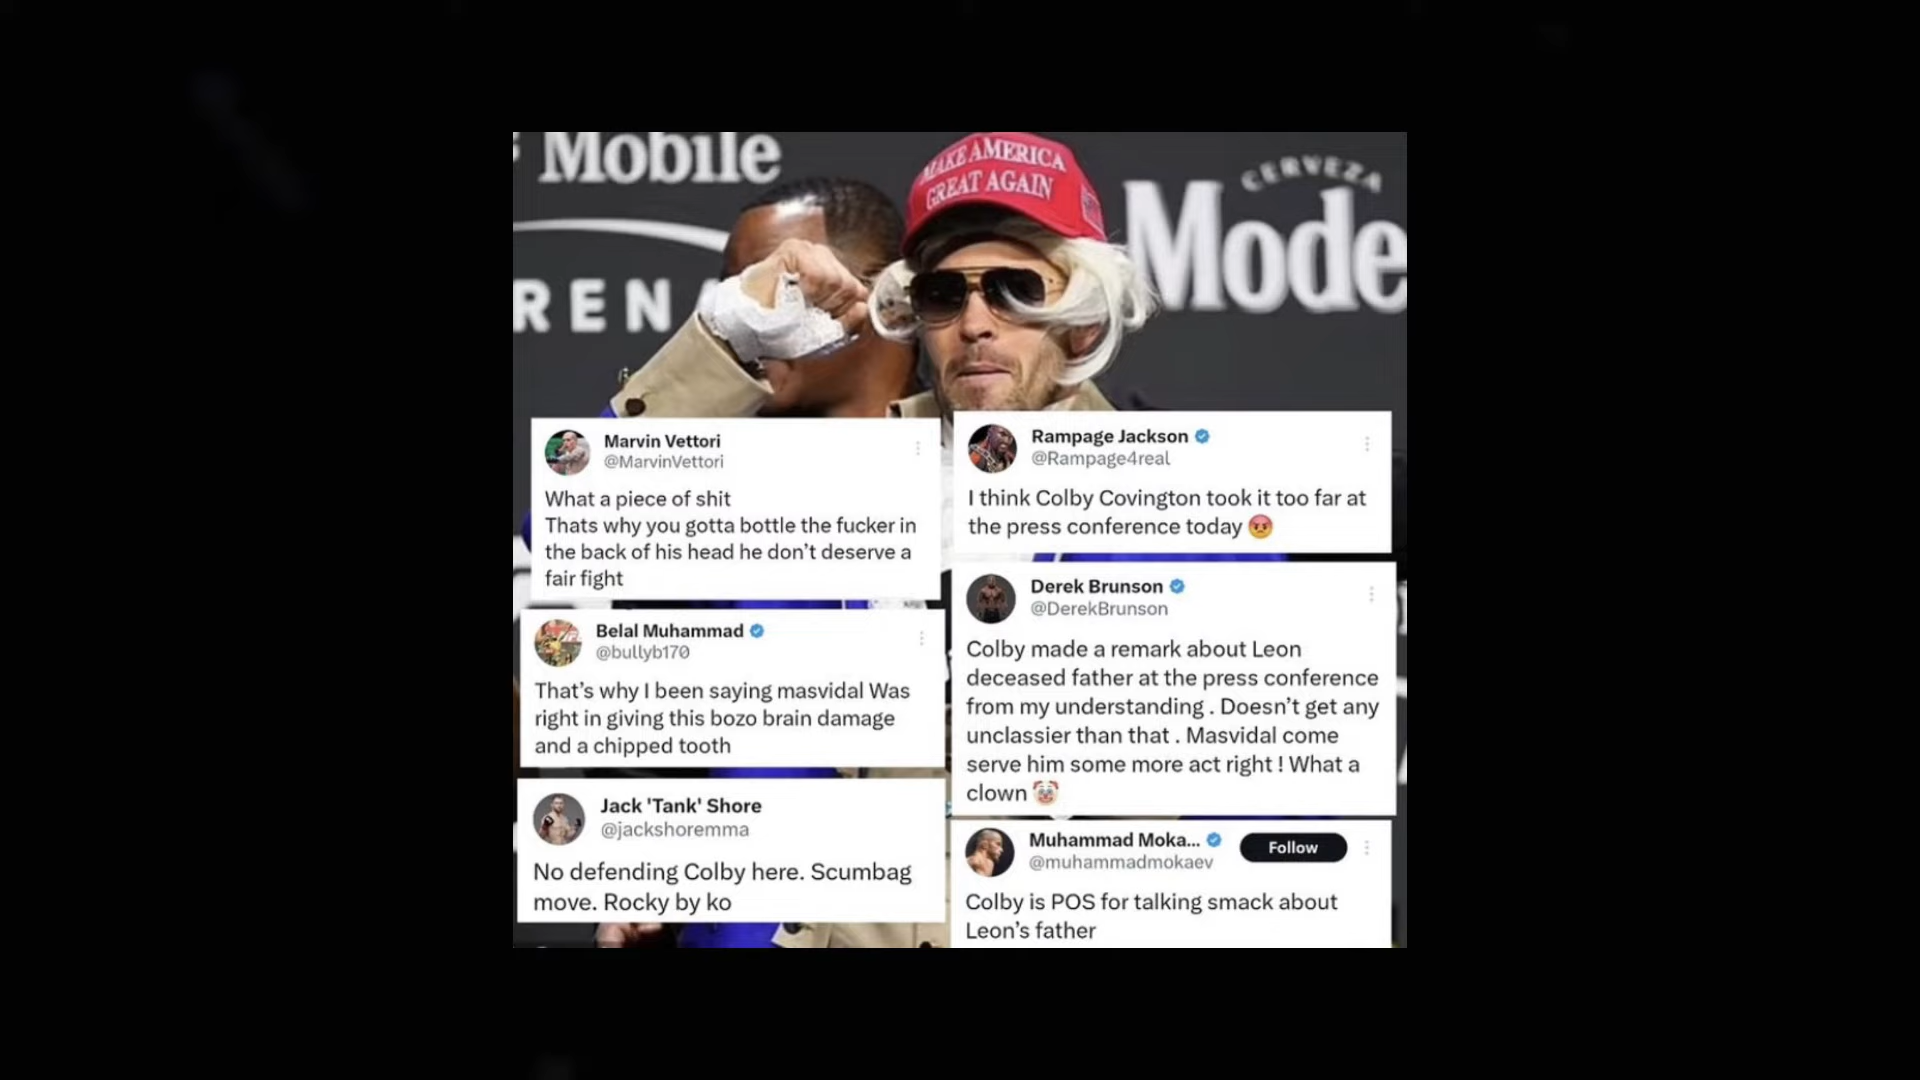 Mobile
RENA
MAKE AMERICA
GREAT AGAIN
CERVEZA
Mode
Marvin Vettori
@MarvinVettori
What a piece of shit
Thats why you gotta bottle the fucker in
the back of his head he don’t deserve a
fair fight
Belal Muhammad
@bullyb170
That’s why I been saying masvidal Was
right in giving this bozo brain damage
and a chipped tooth
Jack 'Tank' Shore
@jackshoremma
No defending Colby here. Scumbag
move. Rocky by ko
Rampage Jackson
@Rampage4real
I think Colby Covington took it too far at
the press conference today 😡
Derek Brunson
@DerekBrunson
Colby made a remark about Leon
deceased father at the press conference
from my understanding . Doesn’t get any
unclassier than that . Masvidal come
serve him some more act right ! What a
clown 🤡
Muhammad Moka...
Follow
@muhammadmokaev
Colby is POS for talking smack about
Leon’s father